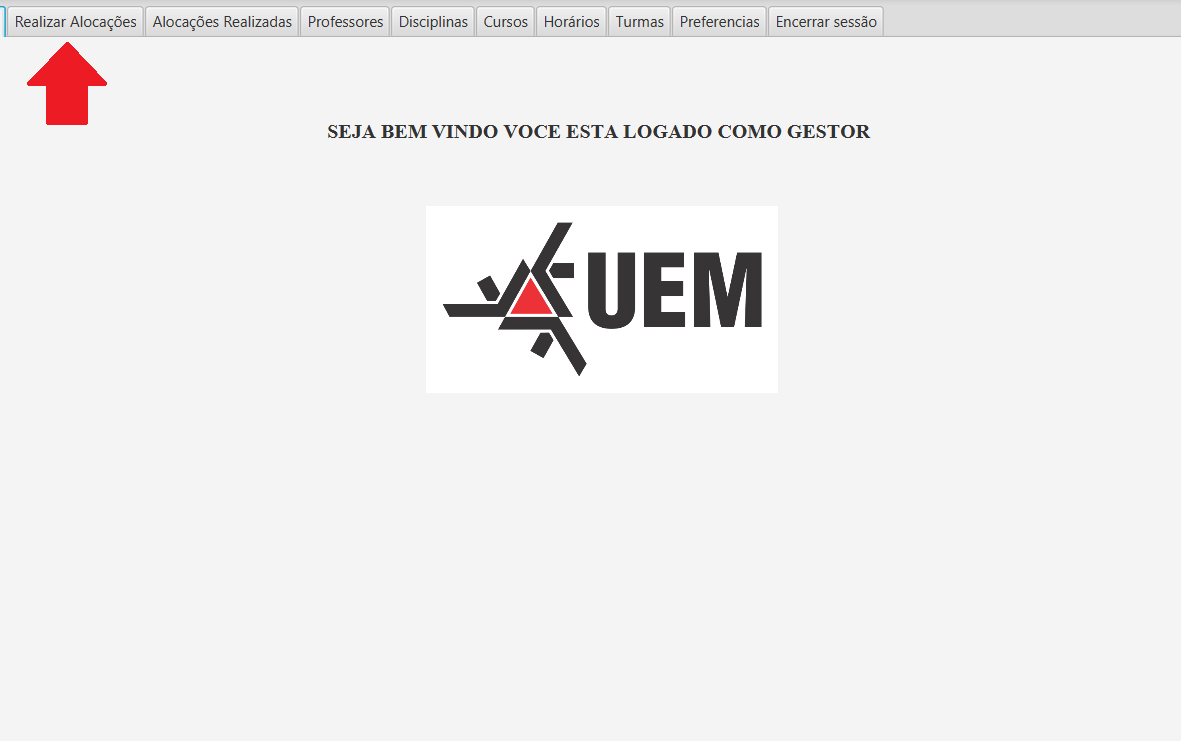 Realizar Alocações Alocações Realizadas Professores Disciplinas Cursos Horários Turmas Preferencias Encerrar sessão
SEJA BEM VINDO VOCE ESTA LOGADO COMO GESTOR
UEM